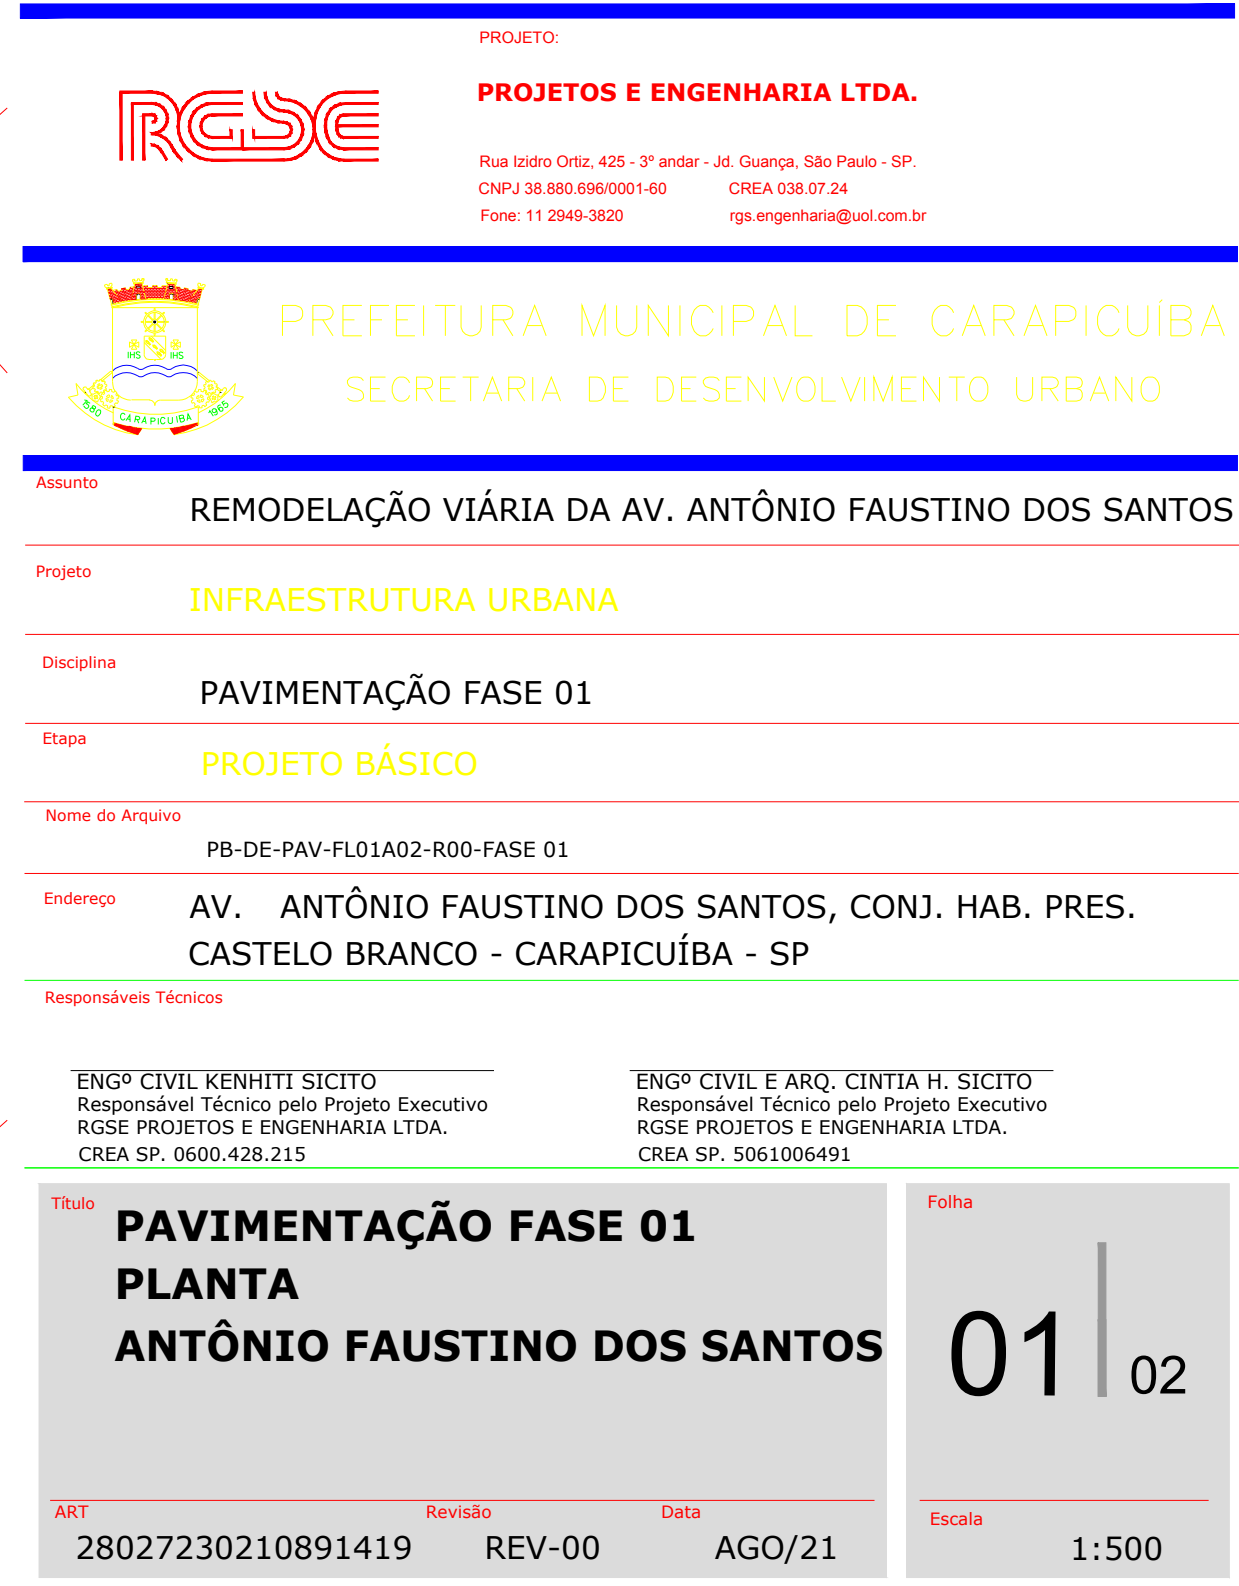 PROJETO:
RGSE
PROJETOS E ENGENHARIA LTDA.
Rua Izidro Ortiz, 425 - 3º andar - Jd. Guança, São Paulo - SP.
CNPJ 38.880.696/0001-60 CREA 038.07.24
Fone: 11 2949-3820 rgs.engenharia@uol.com.br
PREFEITURA MUNICIPAL DE CARAPICUÍBA
SECRETARIA DE DESENVOLVIMENTO URBANO
IHS IHS
1580 CARAPICUIBA 1965
Assunto
REMODELAÇÃO VIÁRIA DA AV. ANTÔNIO FAUSTINO DOS SANTOS
Projeto
INFRAESTRUTURA URBANA
Disciplina
PAVIMENTAÇÃO FASE 01
Etapa
PROJETO BÁSICO
Nome do Arquivo
PB-DE-PAV-FL01A02-R00-FASE 01
Endereço
AV. ANTÔNIO FAUSTINO DOS SANTOS, CONJ. HAB. PRES.
CASTELO BRANCO - CARAPICUÍBA - SP
Responsáveis Técnicos
ENGº CIVIL KENHITI SICITO
Responsável Técnico pelo Projeto Executivo
RGSE PROJETOS E ENGENHARIA LTDA.
CREA SP. 0600.428.215
ENGº CIVIL E ARQ. CINTIA H. SICITO
Responsável Técnico pelo Projeto Executivo
RGSE PROJETOS E ENGENHARIA LTDA.
CREA SP. 5061006491
Título
PAVIMENTAÇÃO FASE 01
PLANTA
ANTÔNIO FAUSTINO DOS SANTOS
Folha
01 02
ART
28027230210891419
Revisão
REV-00
Data
AGO/21
Escala
1:500